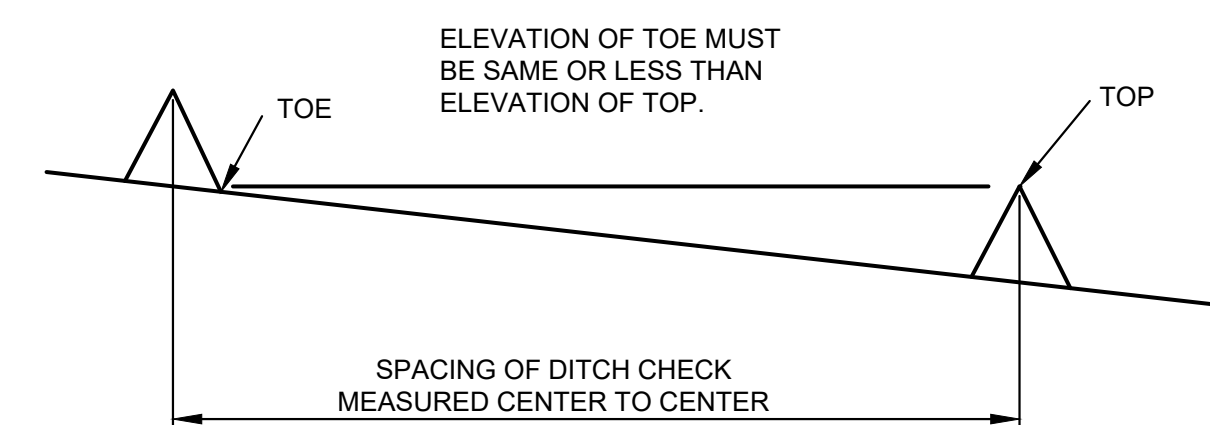 ELEVATION OF TOE MUST
BE SAME OR LESS THAN
ELEVATION OF TOP.
TOE
TOP
SPACING OF DITCH CHECK
MEASURED CENTER TO CENTER